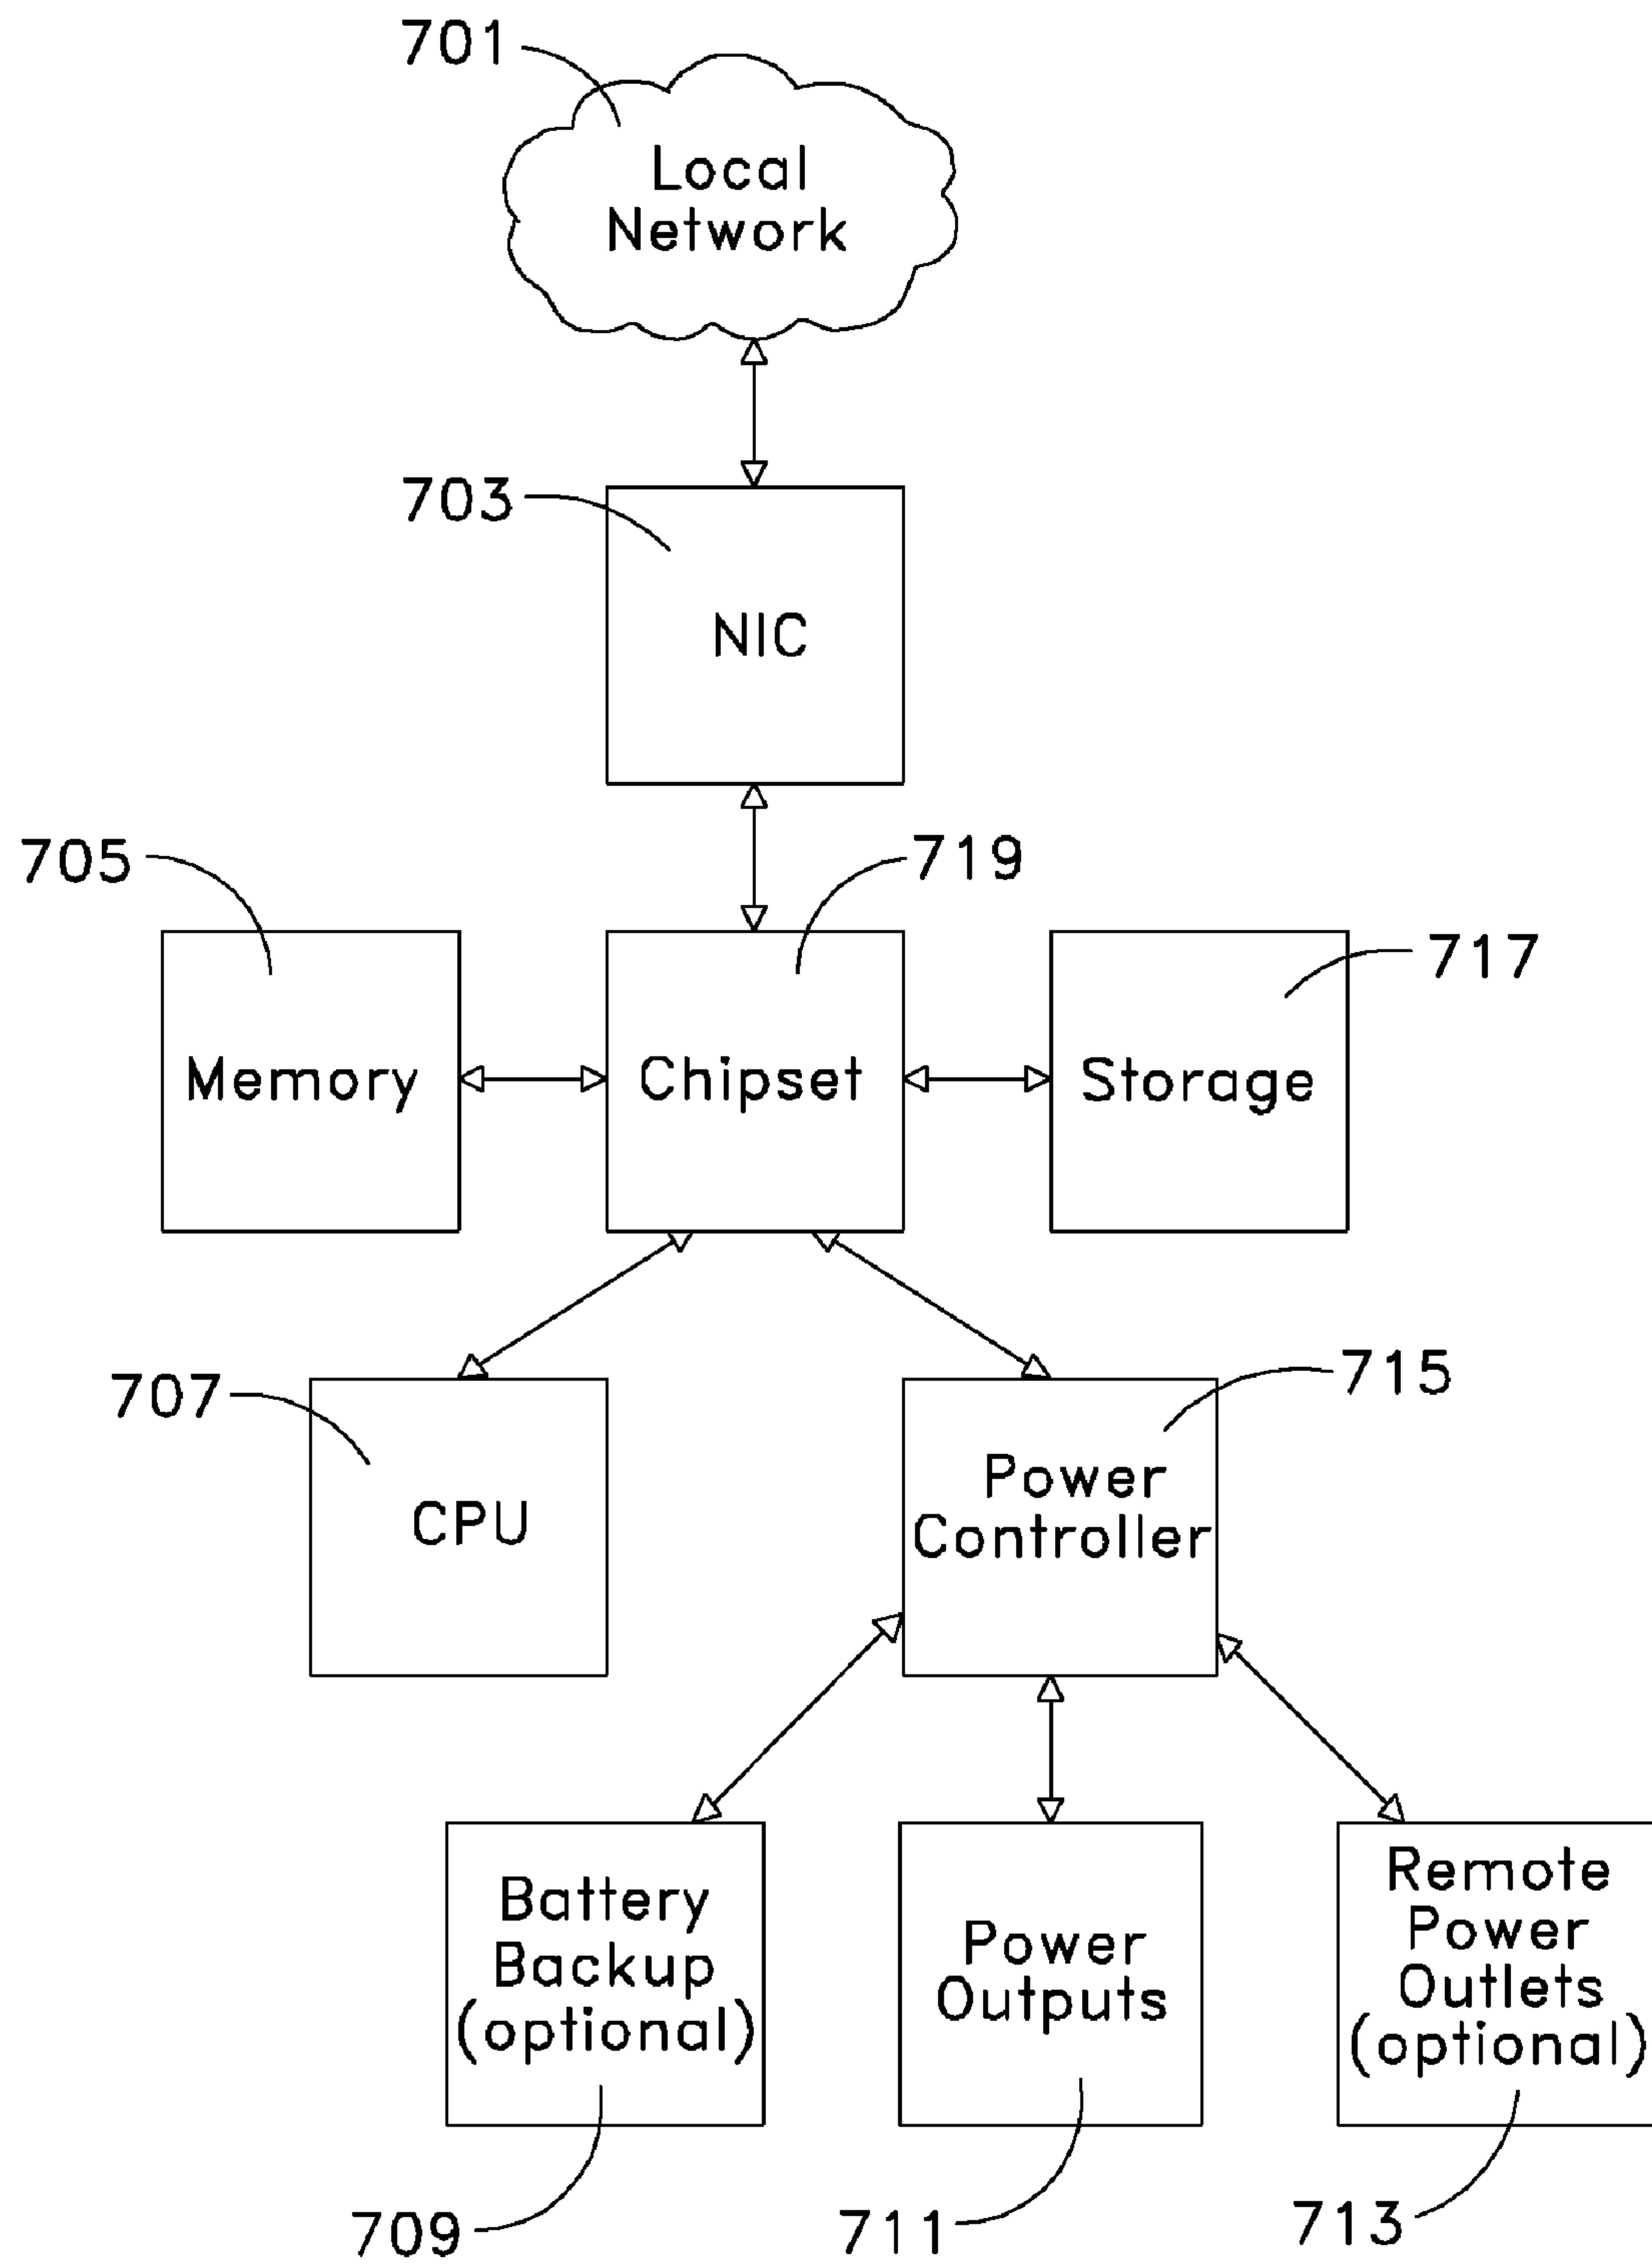 701
Local
Network
703
NIC
705
719
717
Memory
Chipset
Storage
707
715
CPU
Power
Controller
Battery
Backup
(optional)
Power
Outputs
Remote
Power
Outlets
(optional)
709
711
713